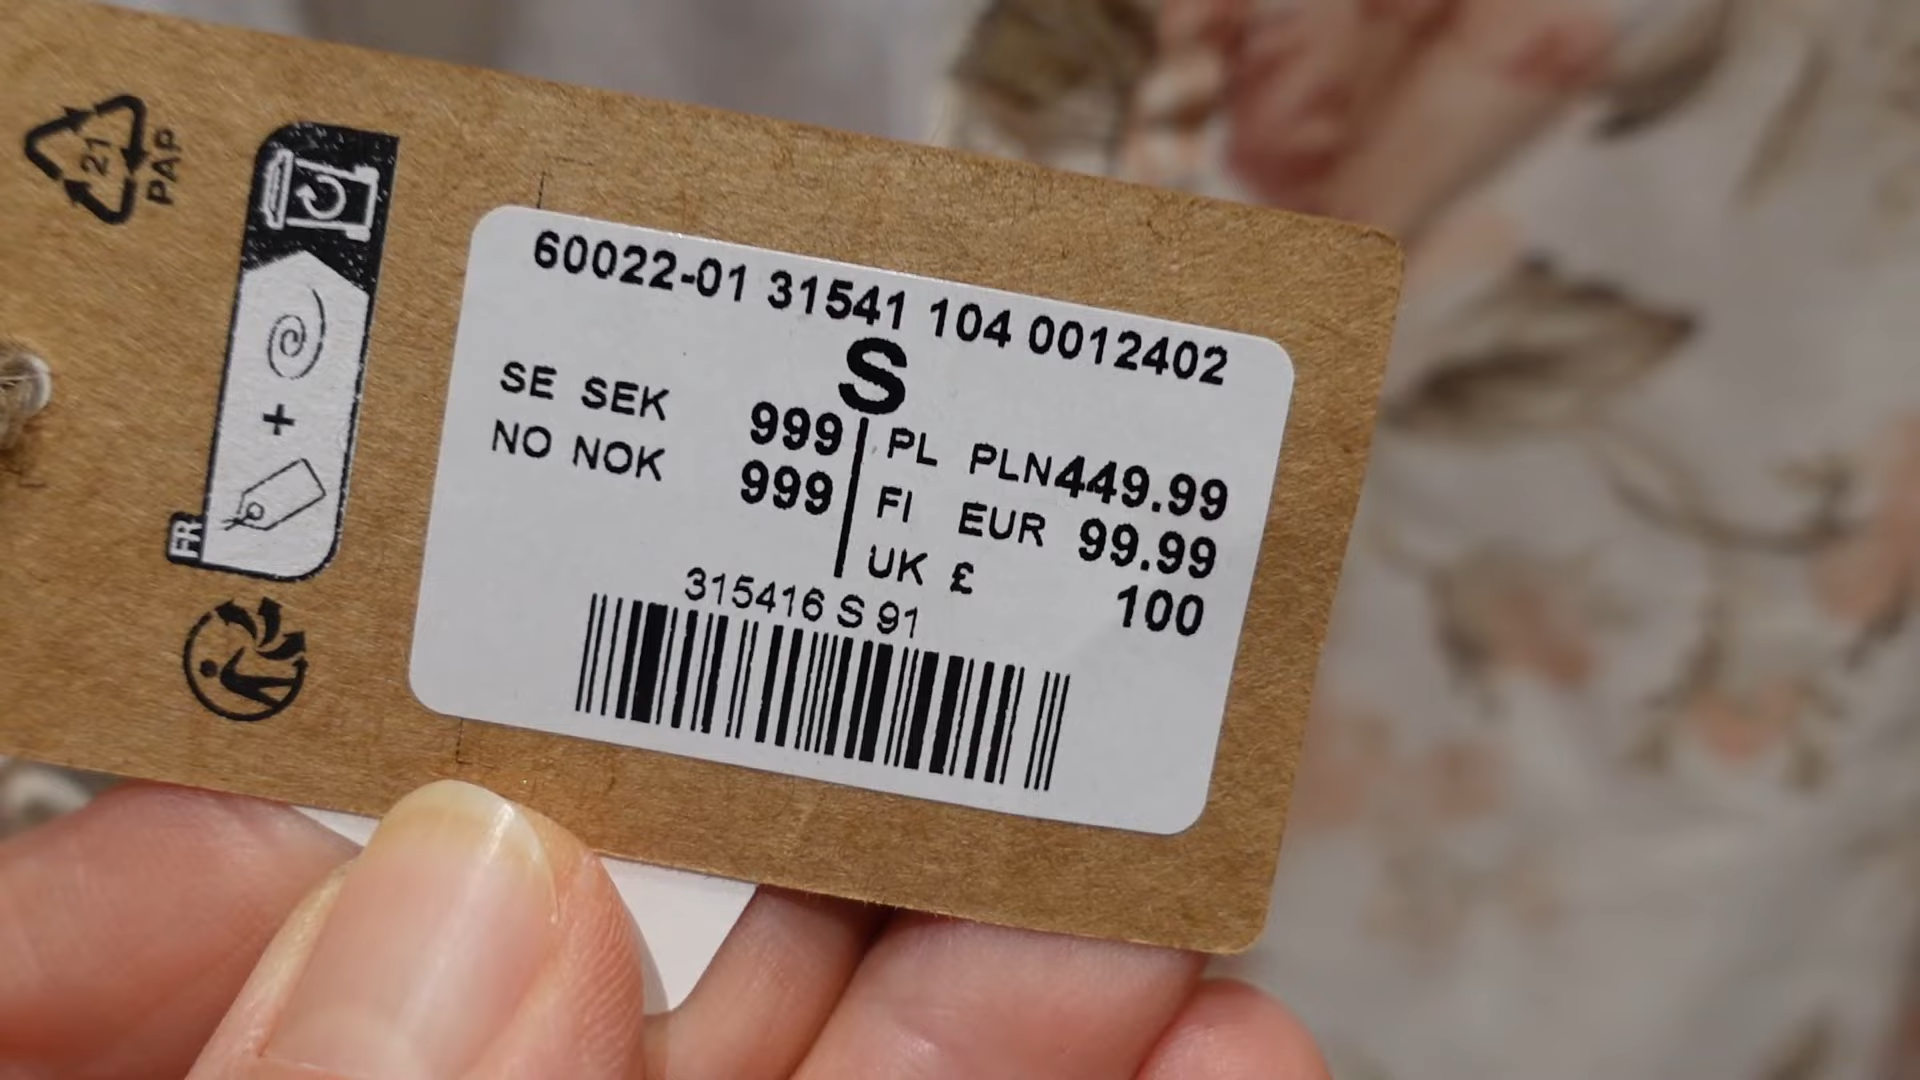 21
PAP
FR
60022-01 31541 104 0012402
S
SE SEK 999
NO NOK 999
PL PLN449.99
FI EUR 99.99
UK £ 100
315416 S 91